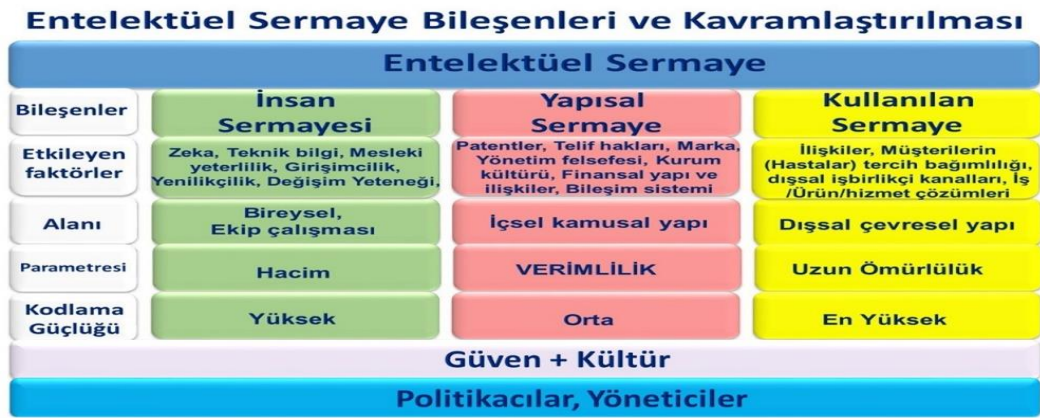 Entelektüel Sermaye Bileşenleri ve Kavramlaştırılması
Entelektüel Sermaye
Bileşenler
İnsan
Sermayesi
Yapısal
Sermaye
Kullanılan
Sermaye
Etkileyen
faktörler
Zeka, Teknik bilgi, Mesleki
yeterlilik, Girişimcilik,
Yenilikçilik, Değişim Yeteneği,
Patentler, Telif hakları, Marka,
Yönetim felsefesi, Kurum
kültürü, Finansal yapı ve
ilişkiler, Bileşim sistemi
İlişkiler, Müşterilerin
(Hastalar) tercih bağımlılığı,
dışsal işbirlikçi kanalları, İş
/Ürün/hizmet çözümleri
Alanı
Bireysel,
Ekip çalışması
İçsel kamusal yapı
Dışsal çevresel yapı
Parametresi
Hacim
VERİMLİLİK
Uzun Ömürlülük
Kodlama
Güçlüğü
Yüksek
Orta
En Yüksek
Güven + Kültür
Politikacılar, Yöneticiler